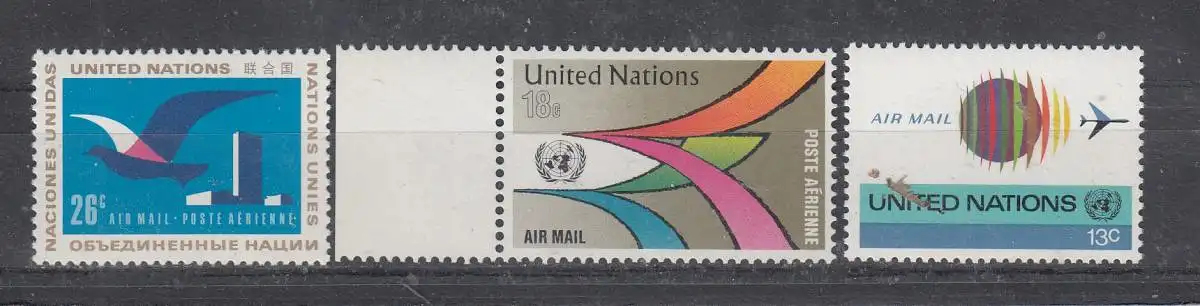 UNITED NATIONS 联合国
NACIONES UNIDAS
NATIONS UNIES
26c
AIR MAIL · POSTE AÉRIENNE
ОБЪЕДИНЕННЫЕ НАЦИИ
United Nations
18c
POSTE AÉRIENNE
AIR MAIL
AIR MAIL
UNITED NATIONS
13c